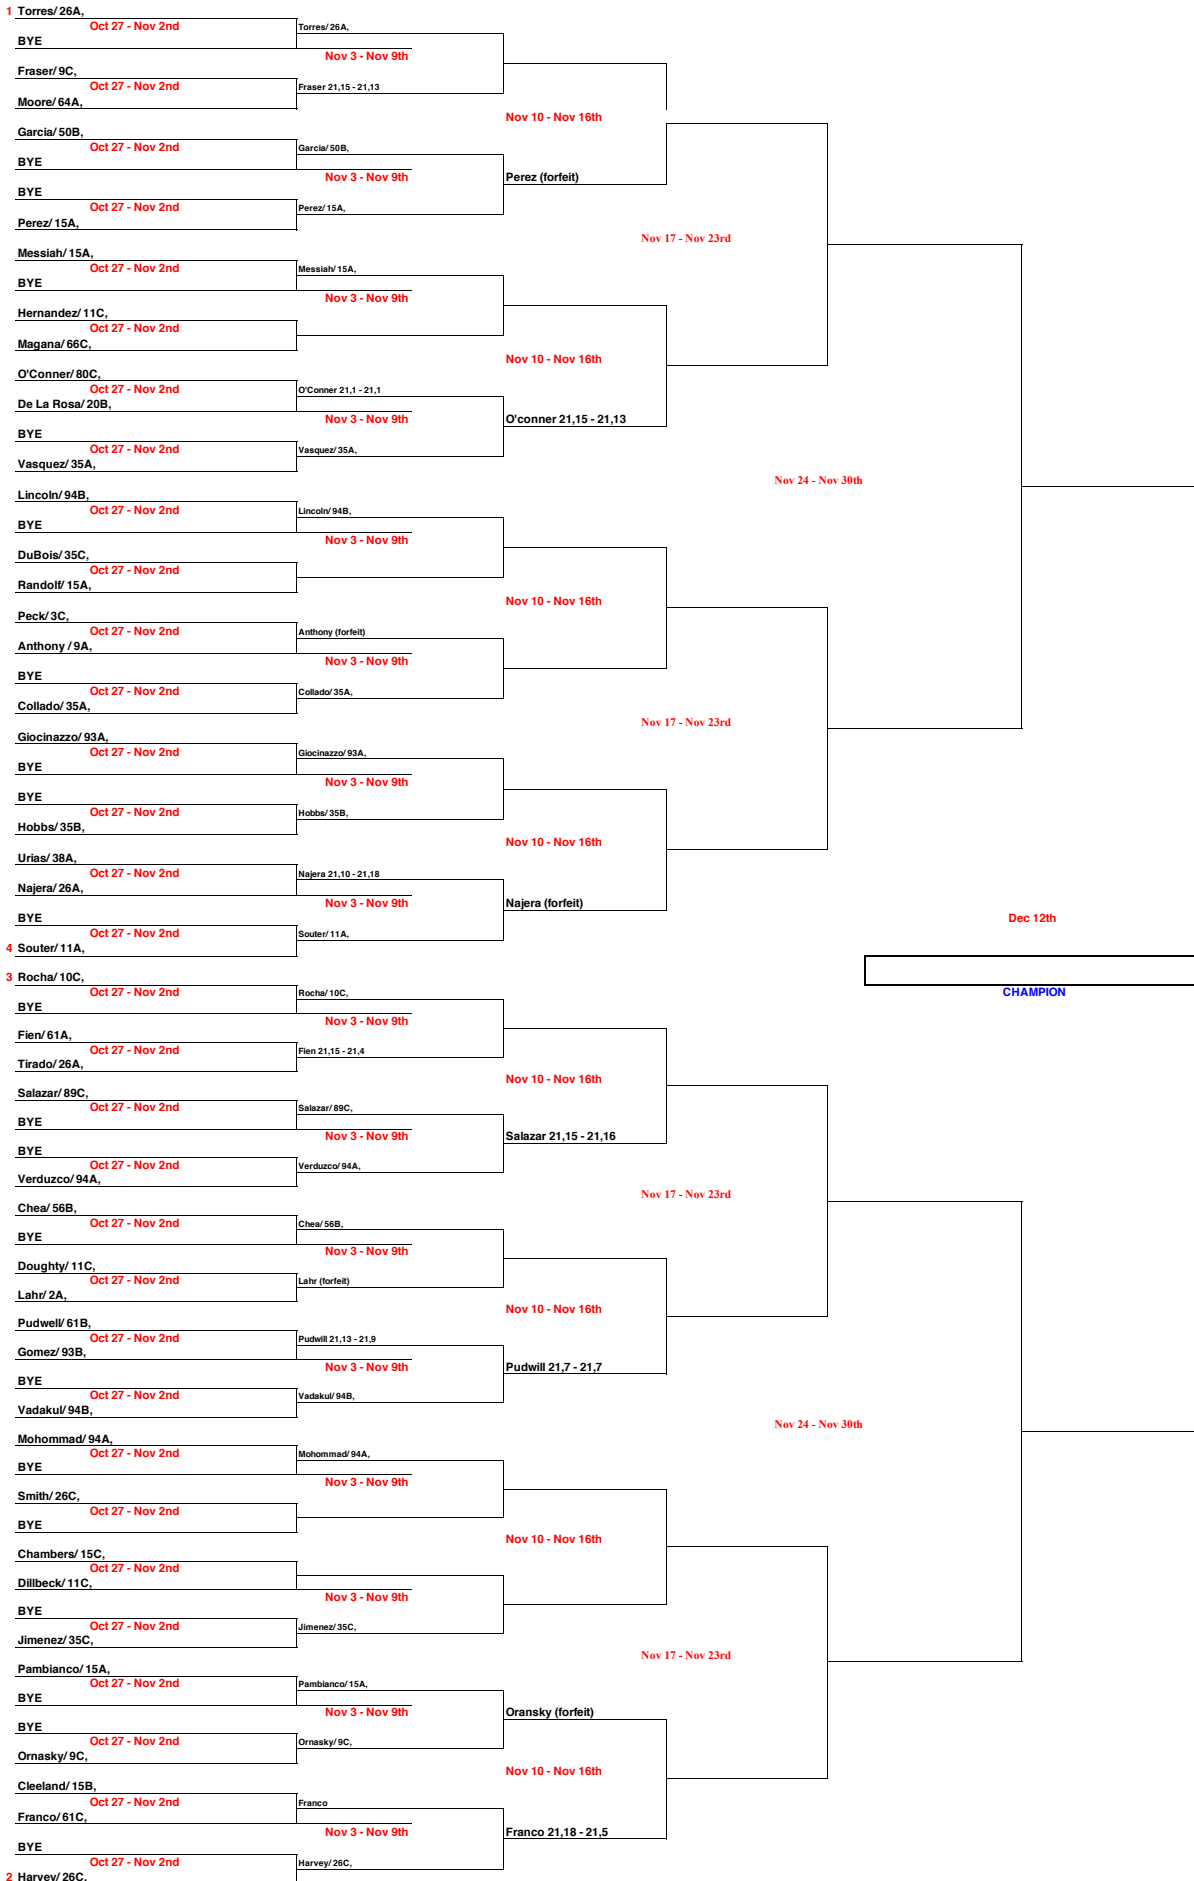 1 Torres/ 26A,
Oct 27 - Nov 2nd
Torres/ 26A,
BYE
Nov 3 - Nov 9th
Fraser/ 9C,
Oct 27 - Nov 2nd
Fraser 21,15 - 21,13
Moore/ 64A,
Nov 10 - Nov 16th
Garcia/ 50B,
Oct 27 - Nov 2nd
Garcia/ 50B,
BYE
Nov 3 - Nov 9th
Perez (forfeit)
BYE
Oct 27 - Nov 2nd
Perez/ 15A,
Perez/ 15A,
Nov 17 - Nov 23rd
Messiah/ 15A,
Oct 27 - Nov 2nd
Messiah/ 15A,
BYE
Nov 3 - Nov 9th
Hernandez/ 11C,
Oct 27 - Nov 2nd
Magana/ 66C,
Nov 10 - Nov 16th
O'Conner/ 80C,
Oct 27 - Nov 2nd
O'Conner 21,1 - 21,1
De La Rosa/ 20B,
Nov 3 - Nov 9th
O'conner 21,15 - 21,13
BYE
Oct 27 - Nov 2nd
Vasquez/ 35A,
Vasquez/ 35A,
Nov 24 - Nov 30th
Lincoln/ 94B,
Oct 27 - Nov 2nd
Lincoln/ 94B,
BYE
Nov 3 - Nov 9th
DuBois/ 35C,
Oct 27 - Nov 2nd
Randolf/ 15A,
Nov 10 - Nov 16th
Peck/ 3C,
Oct 27 - Nov 2nd
Anthony (forfeit)
Anthony / 9A,
Nov 3 - Nov 9th
BYE
Oct 27 - Nov 2nd
Collado/ 35A,
Collado/ 35A,
Nov 17 - Nov 23rd
Giocinazzo/ 93A,
Oct 27 - Nov 2nd
Giocinazzo/ 93A,
BYE
Nov 3 - Nov 9th
BYE
Oct 27 - Nov 2nd
Hobbs/ 35B,
Hobbs/ 35B,
Nov 10 - Nov 16th
Urias/ 38A,
Oct 27 - Nov 2nd
Najera 21,10 - 21,18
Najera/ 26A,
Nov 3 - Nov 9th
Najera (forfeit)
BYE
Dec 12th
Oct 27 - Nov 2nd
Souter/ 11A,
4 Souter/ 11A,
3 Rocha/ 10C,
Oct 27 - Nov 2nd
Rocha/ 10C,
CHAMPION
BYE
Nov 3 - Nov 9th
Fien/ 61A,
Oct 27 - Nov 2nd
Fien 21,15 - 21,4
Tirado/ 26A,
Nov 10 - Nov 16th
Salazar/ 89C,
Oct 27 - Nov 2nd
Salazar/ 89C,
BYE
Nov 3 - Nov 9th
Salazar 21,15 - 21,16
BYE
Oct 27 - Nov 2nd
Verduzco/ 94A,
Verduzco/ 94A,
Nov 17 - Nov 23rd
Chea/ 56B,
Oct 27 - Nov 2nd
Chea/ 56B,
BYE
Nov 3 - Nov 9th
Doughty/ 11C,
Oct 27 - Nov 2nd
Lahr (forfeit)
Lahr/ 2A,
Nov 10 - Nov 16th
Pudwell/ 61B,
Oct 27 - Nov 2nd
Pudwill 21,13 - 21,9
Gomez/ 93B,
Nov 3 - Nov 9th
Pudwill 21,7 - 21,7
BYE
Oct 27 - Nov 2nd
Vadakul/ 94B,
Vadakul/ 94B,
Nov 24 - Nov 30th
Mohommad/ 94A,
Oct 27 - Nov 2nd
Mohommad/ 94A,
BYE
Nov 3 - Nov 9th
Smith/ 26C,
Oct 27 - Nov 2nd
BYE
Nov 10 - Nov 16th
Chambers/ 15C,
Oct 27 - Nov 2nd
Dillbeck/ 11C,
Nov 3 - Nov 9th
BYE
Oct 27 - Nov 2nd
Jimenez/ 35C,
Jimenez/ 35C,
Nov 17 - Nov 23rd
Pambianco/ 15A,
Oct 27 - Nov 2nd
Pambianco/ 15A,
BYE
Nov 3 - Nov 9th
Oransky (forfeit)
BYE
Oct 27 - Nov 2nd
Ornasky/ 9C,
Ornasky/ 9C,
Nov 10 - Nov 16th
Cleeland/ 15B,
Oct 27 - Nov 2nd
Franco
Franco/ 61C,
Nov 3 - Nov 9th
Franco 21,18 - 21,5
BYE
Oct 27 - Nov 2nd
Harvey/ 26C,
2 Harvey/ 26C,